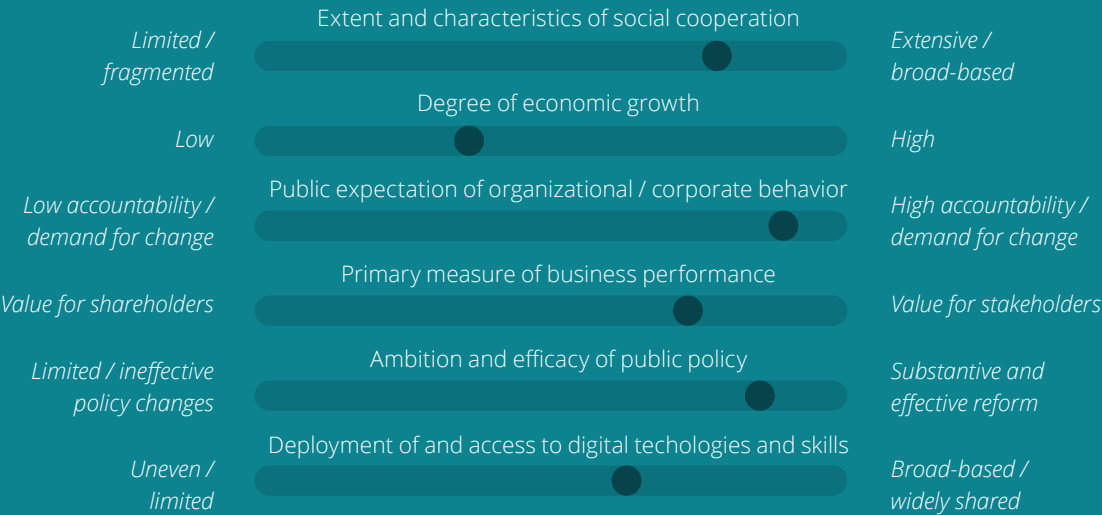 Extent and characteristics of social cooperation
Limited /
fragmented
Extensive /
broad-based
Degree of economic growth
Low
High
Public expectation of organizational / corporate behavior
Low accountability /
demand for change
High accountability /
demand for change
Primary measure of business performance
Value for shareholders
Value for stakeholders
Ambition and efficacy of public policy
Limited / ineffective
policy changes
Substantive and
effective reform
Deployment of and access to digital techologies and skills
Uneven /
limited
Broad-based /
widely shared